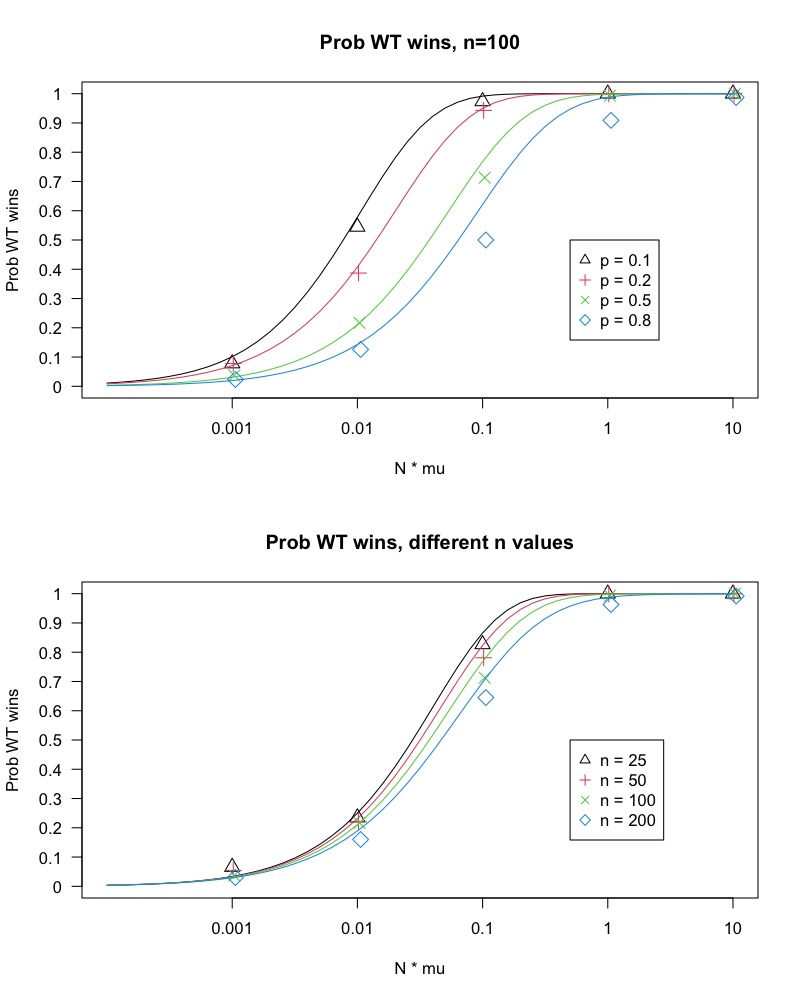 Prob WT wins, n=100
Prob WT wins
1
0.9
0.8
0.7
0.6
0.5
0.4
0.3
0.2
0.1
0
p = 0.1
p = 0.2
p = 0.5
p = 0.8
0.001 0.01 0.1 1 10
N * mu
Prob WT wins, different n values
Prob WT wins
1
0.9
0.8
0.7
0.6
0.5
0.4
0.3
0.2
0.1
0
n = 25
n = 50
n = 100
n = 200
0.001 0.01 0.1 1 10
N * mu